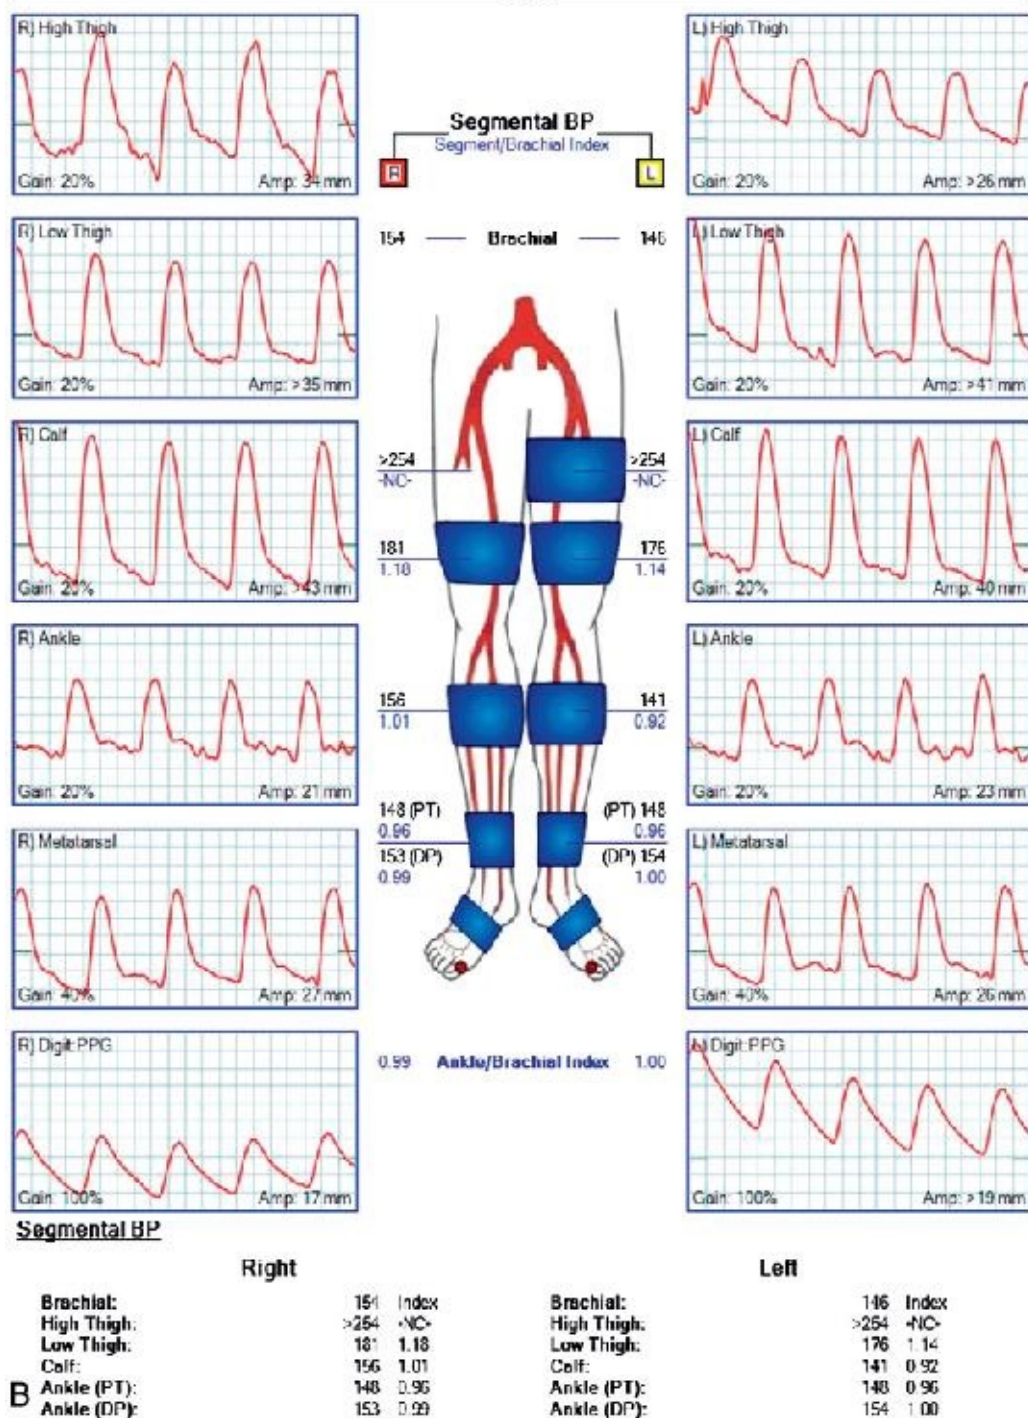 R) High Thigh
Gain: 20% Amp: 34 mm
L) High Thigh
Gain: 20% Amp: >26 mm
Segmental BP
Segment/Brachial Index
R L
R) Low Thigh
Gain: 20% Amp: >35 mm
154 Brachial 146
L) Low Thigh
Gain: 20% Amp: >41 mm
R) Calf
Gain: 20% Amp: >43 mm
>254 >254
-NC- -NC-
181 176
1.18 1.14
L) Calf
Gain: 20% Amp: 40 mm
R) Ankle
Gain: 20% Amp: 21 mm
156 141
1.01 0.92
L) Ankle
Gain: 20% Amp: 23 mm
148 (PT) (PT) 148
0.96 0.96
153 (DP) (DP) 154
0.99 1.00
R) Metatarsal
Gain: 40% Amp: 27 mm
L) Metatarsal
Gain: 40% Amp: 26 mm
R) Digit PPG
Gain: 100% Amp: 17 mm
0.99 Ankle/Brachial Index 1.00
L) Digit PPG
Gain: 100% Amp: >19 mm
Segmental BP
Right Left
Brachial: 154 Index Brachial: 146 Index
High Thigh: >254 -NC- High Thigh: >254 -NC-
Low Thigh: 181 1.18 Low Thigh: 176 1.14
Calf: 156 1.01 Calf: 141 0.92
Ankle (PT): 148 0.96 Ankle (PT): 148 0.96
B Ankle (DP): 153 0.99 Ankle (DP): 154 1.00